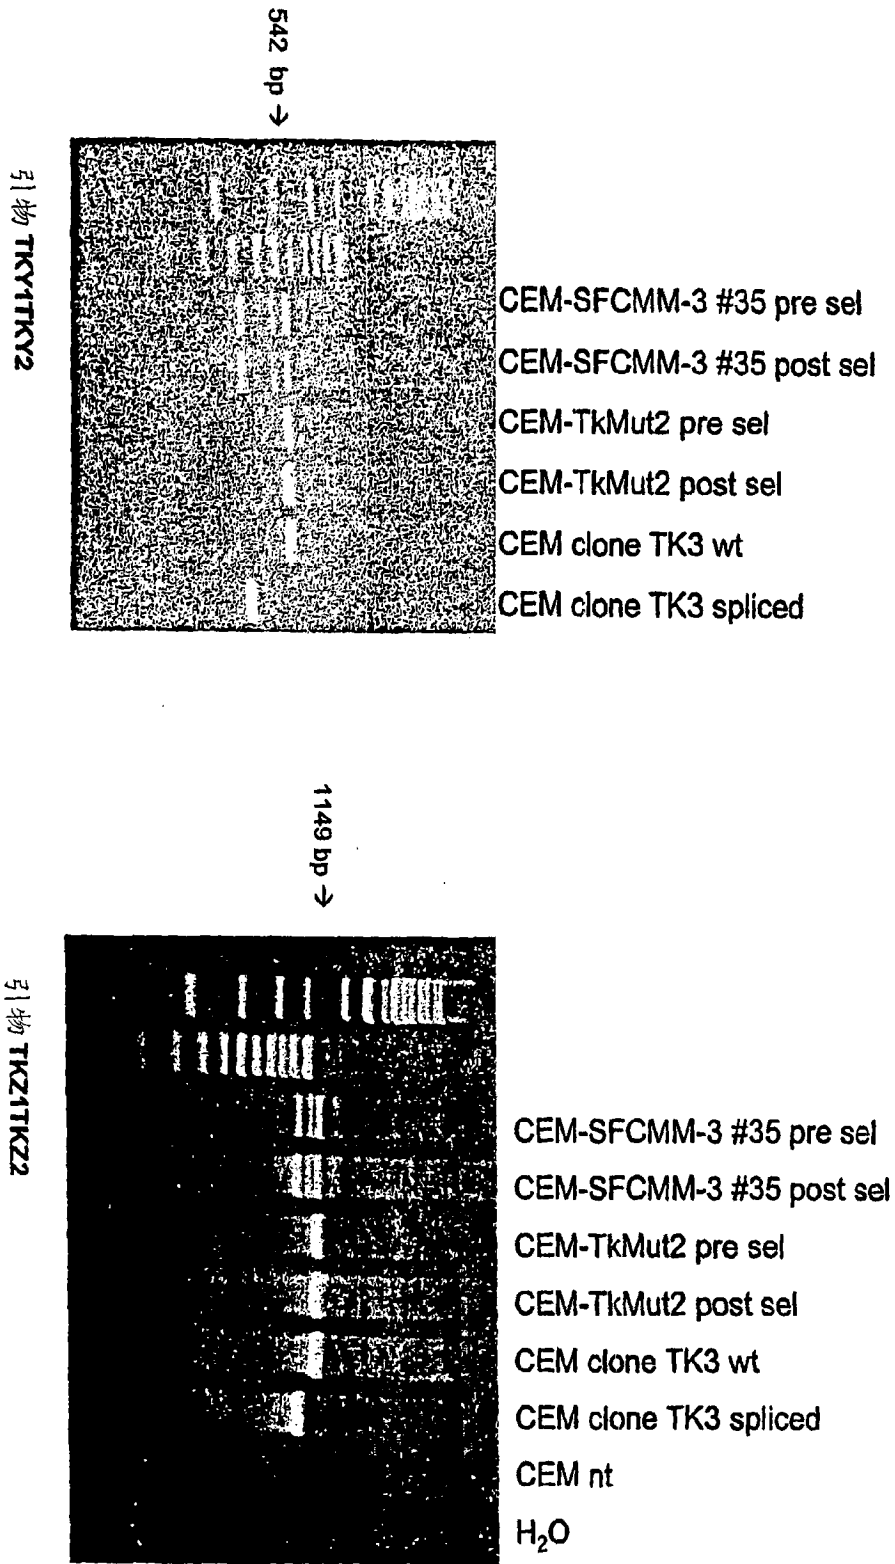 542 bp →
CEM-SFCMM-3 #35 pre sel
CEM-SFCMM-3 #35 post sel
CEM-TkMut2 pre sel
CEM-TkMut2 post sel
CEM clone TK3 wt
CEM clone TK3 spliced
引物 TKY1TKY2
1149 bp →
CEM-SFCMM-3 #35 pre sel
CEM-SFCMM-3 #35 post sel
CEM-TkMut2 pre sel
CEM-TkMut2 post sel
CEM clone TK3 wt
CEM clone TK3 spliced
CEM nt
H₂O
引物 TKZ1TKZ2